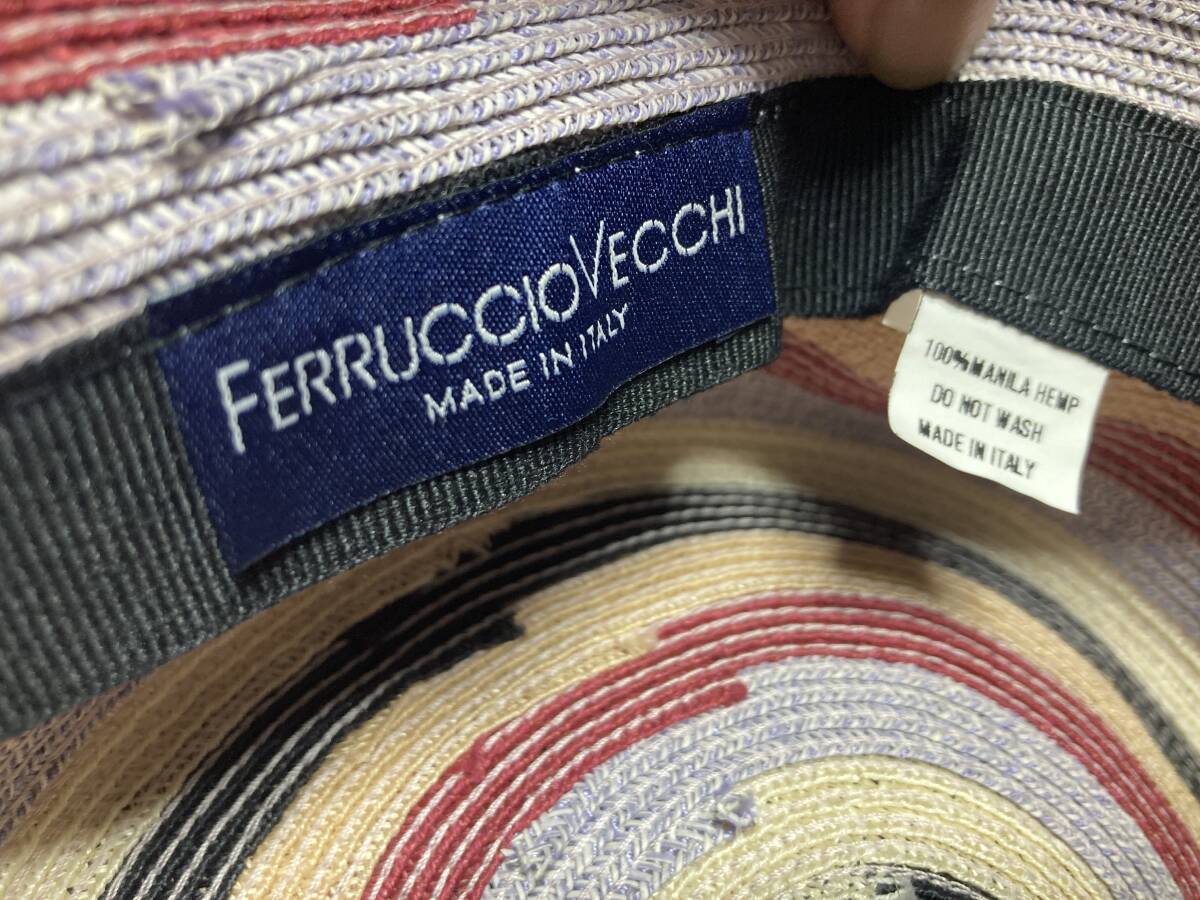 FERRUCCIOVECCHI
MADE IN ITALY
100%MANILA HEMP
DO NOT WASH
MADE IN ITALY